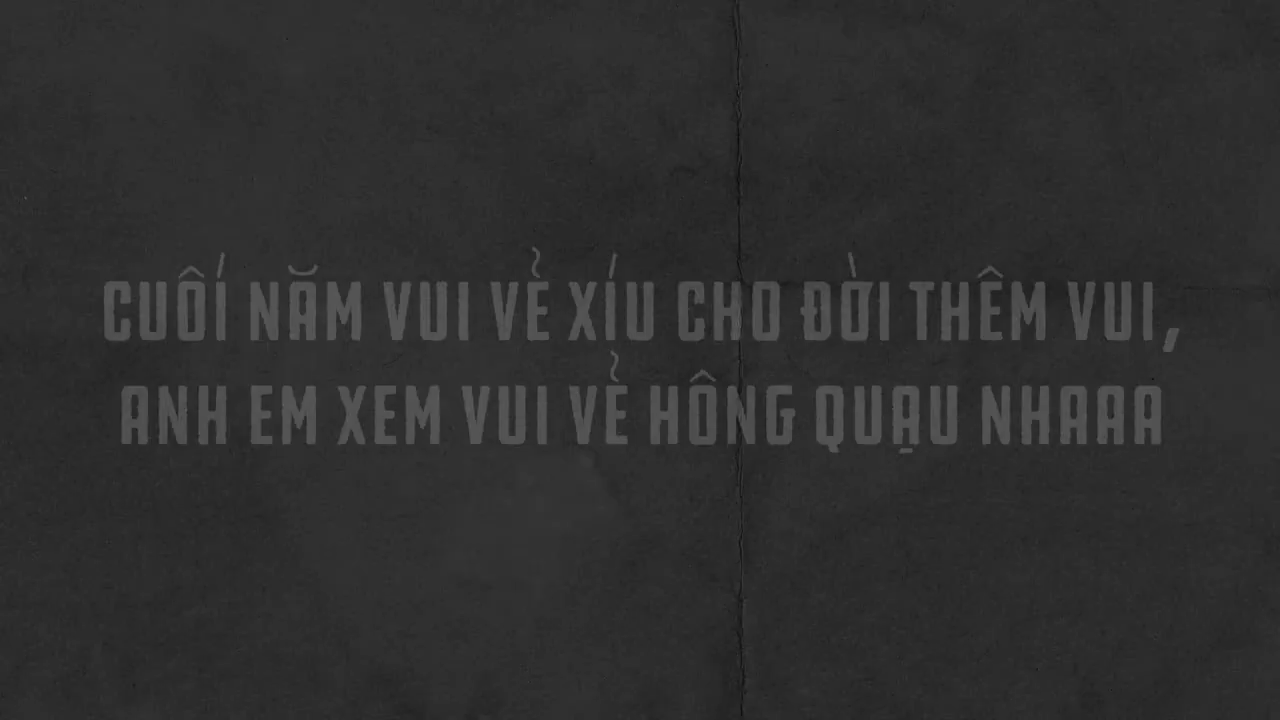 CUỐI NĂM VUI VẺ XÍU CHO ĐỜI THÊM VUI,
ANH EM XEM VUI VẺ HÔNG QUẠU NHAAA